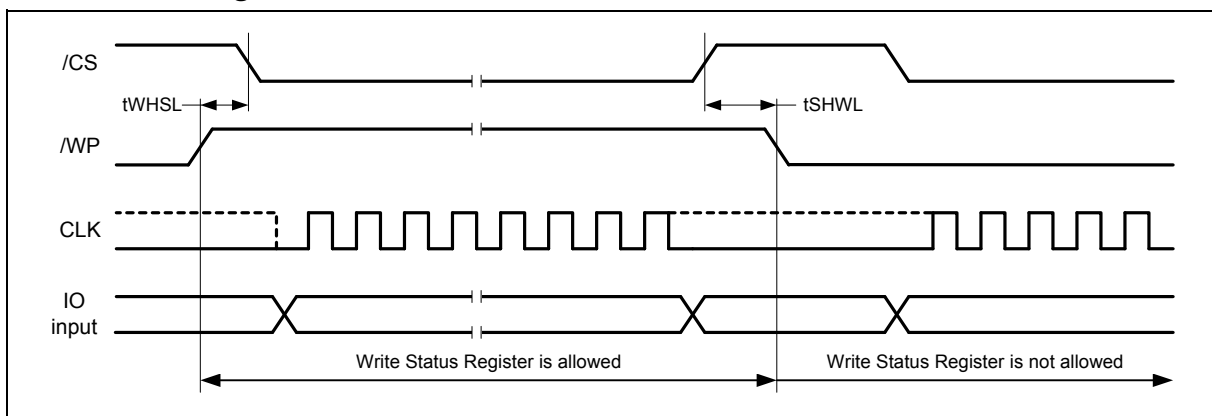 /CS
tWHSL
tSHWL
/WP
CLK
IO
input
Write Status Register is allowed
Write Status Register is not allowed